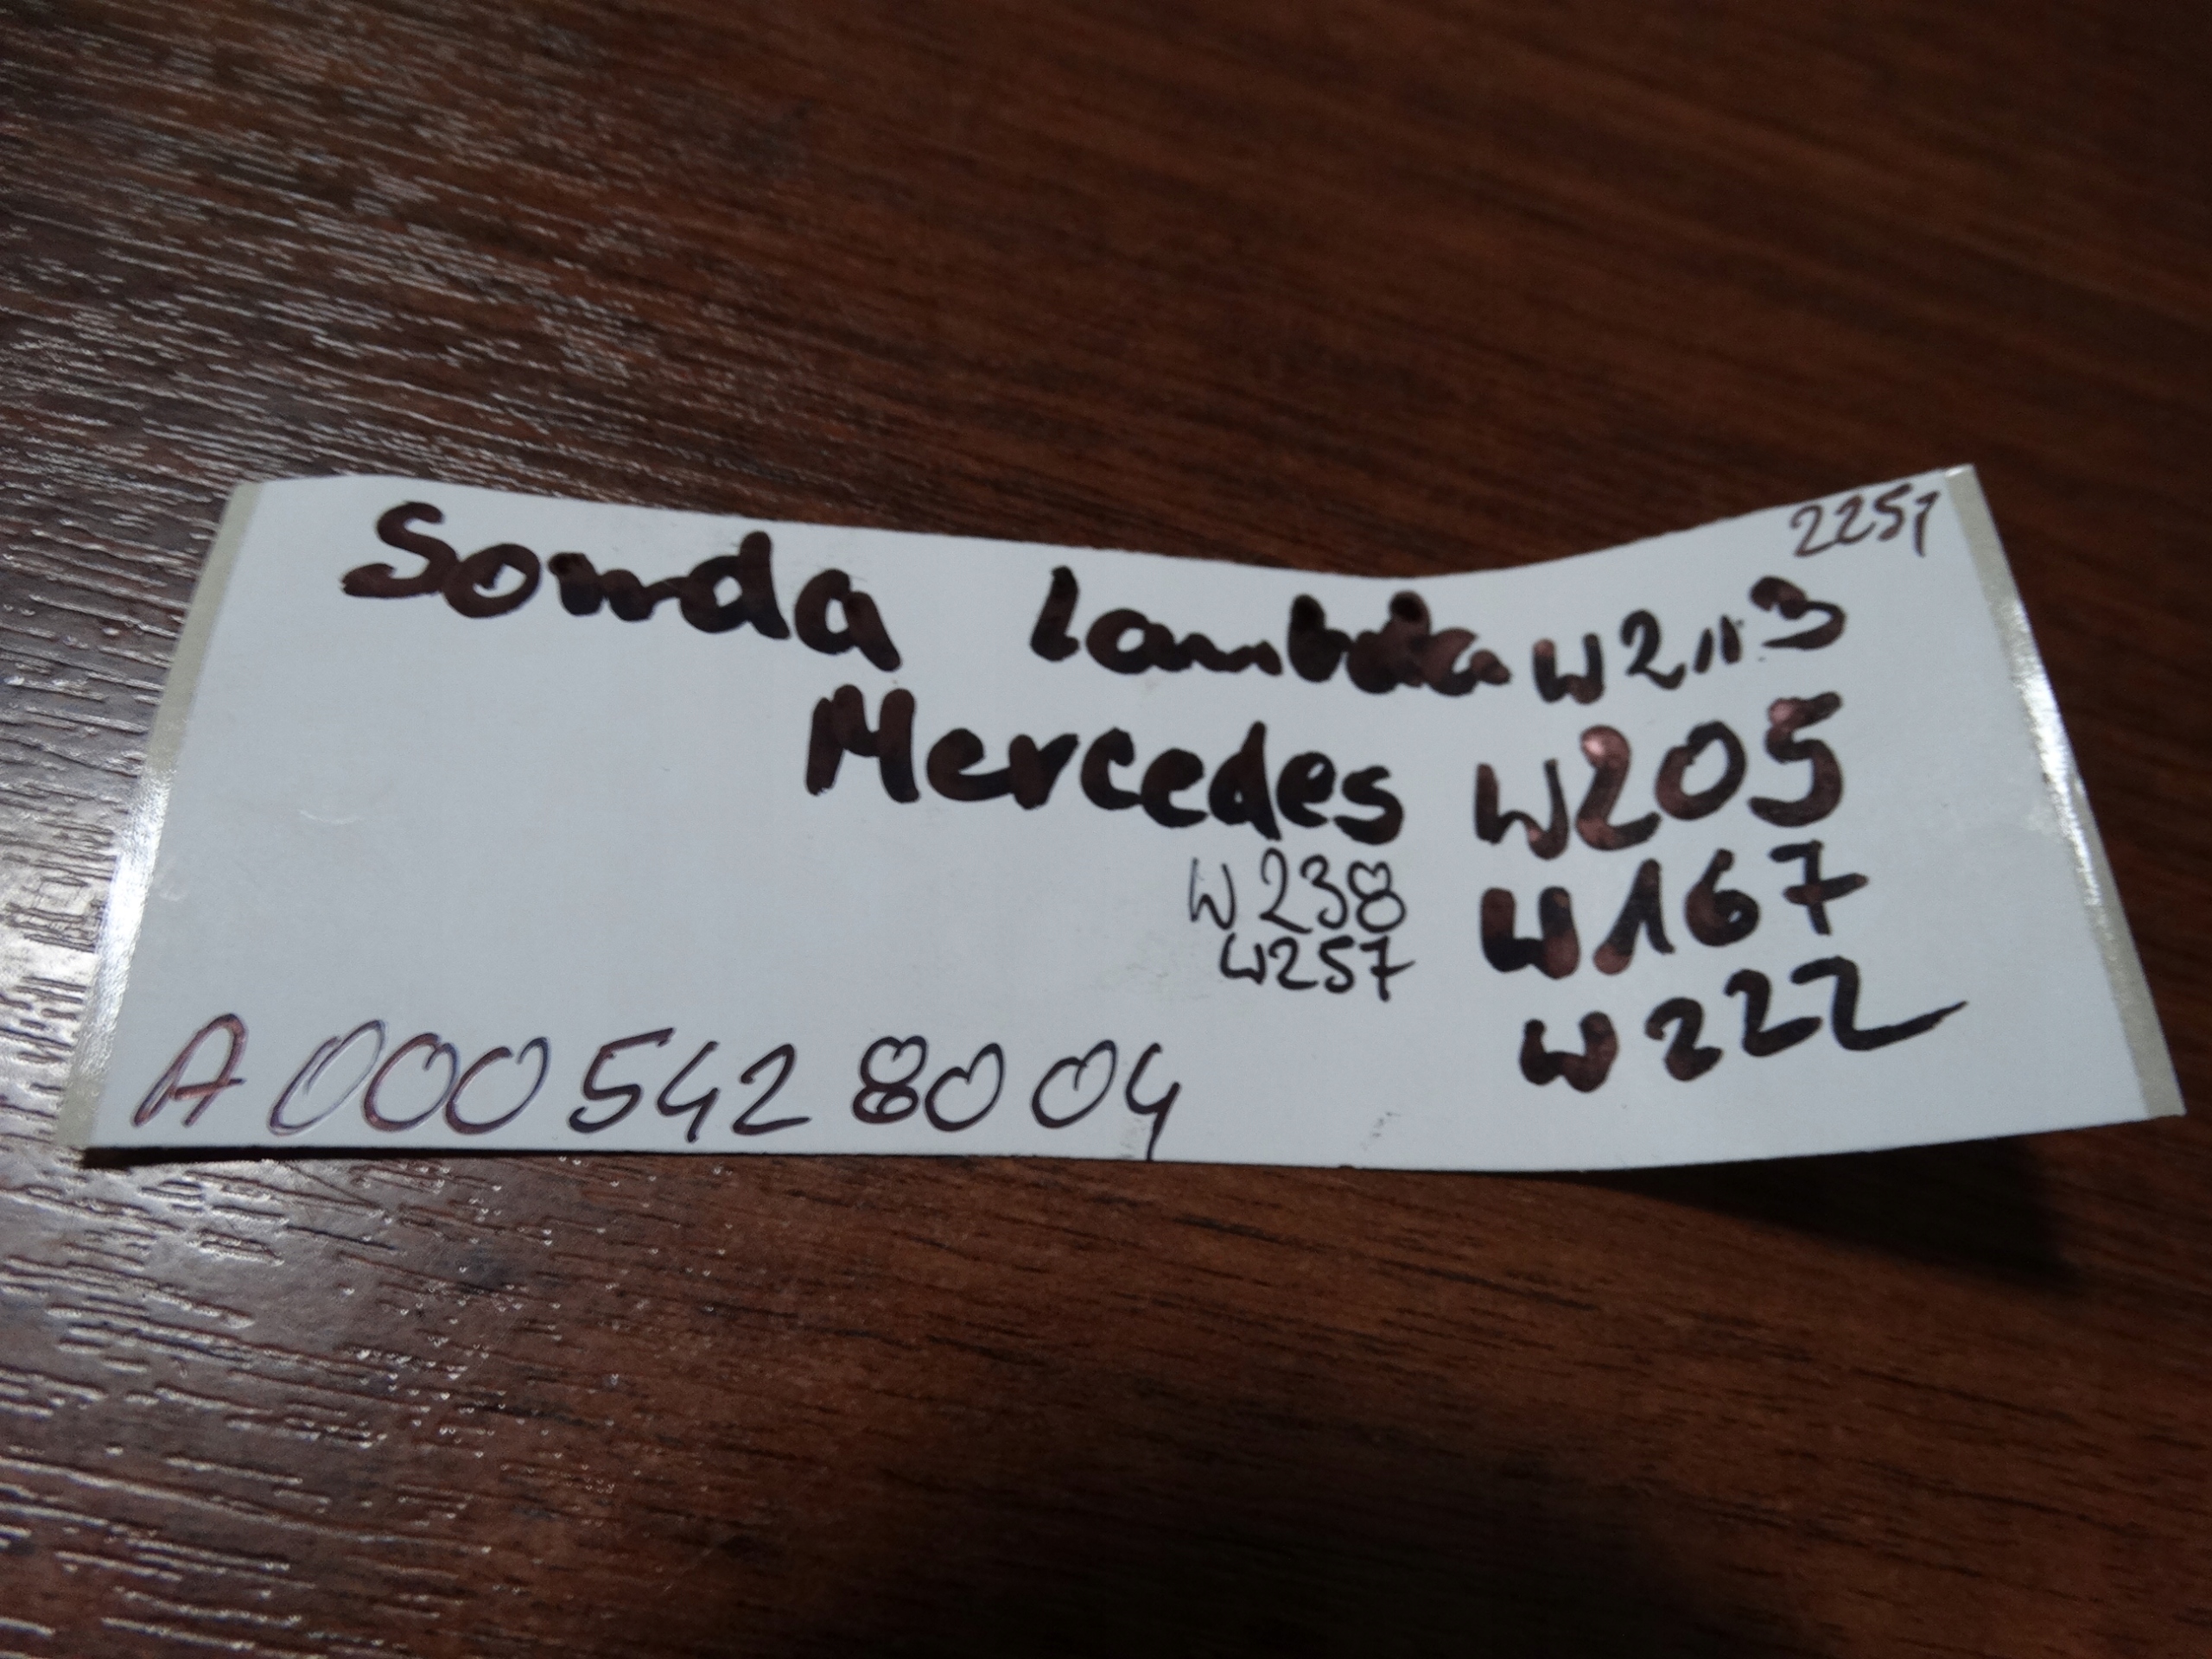 2251
Sonda lambda W213
Mercedes W205
W238 W167
W257
W222
A 000 542 80 04